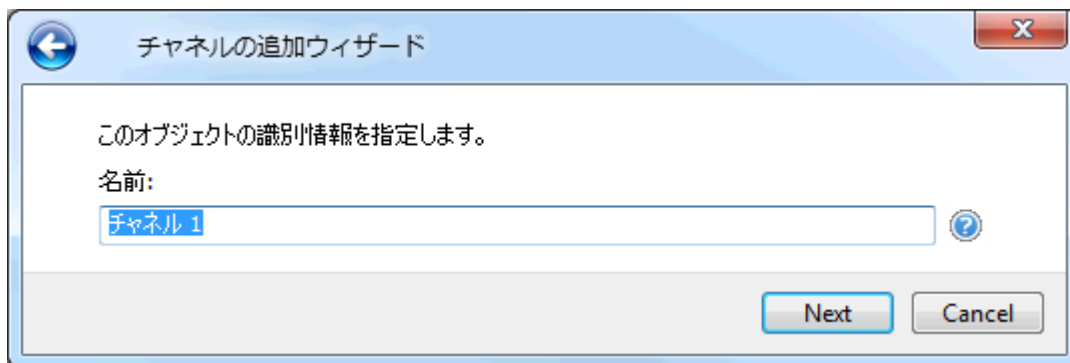 チャネルの追加ウィザード
このオブジェクトの識別情報を指定します。
名前:
チャネル 1
Next
Cancel